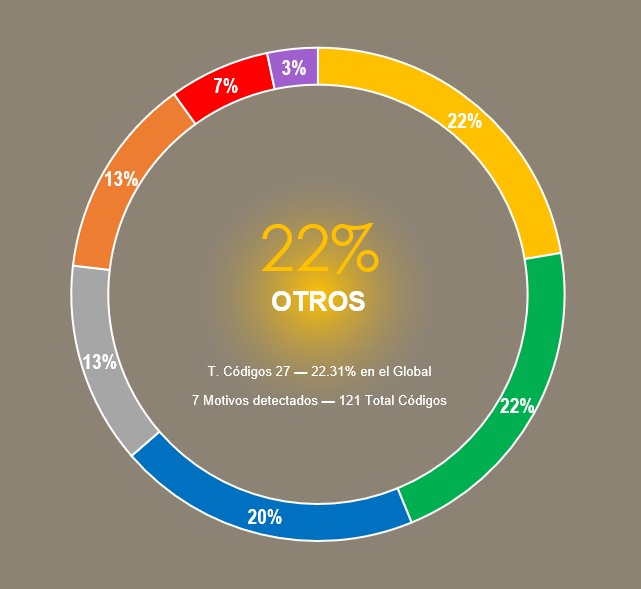 3%
7%
22%
13%
22%
OTROS
13%
T. Códigos 27 — 22.31% en el Global
7 Motivos detectados — 121 Total Códigos
22%
20%